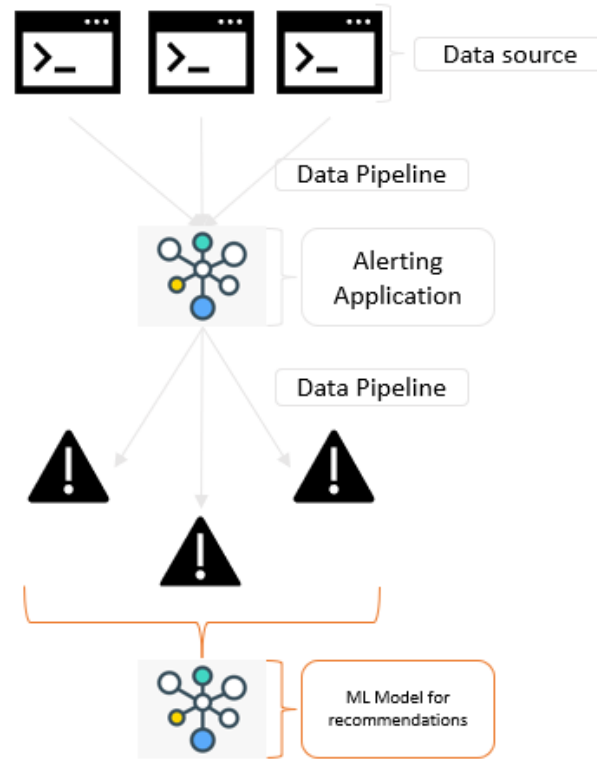 Data source
Data Pipeline
Alerting
Application
Data Pipeline
ML Model for
recommendations